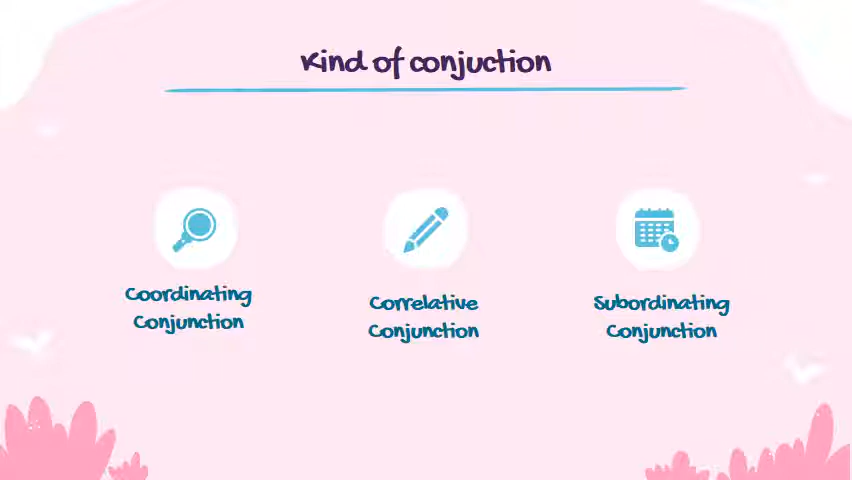 Kind of conjuction
Coordinating
Conjunction
Correlative
Conjunction
Subordinating
Conjunction